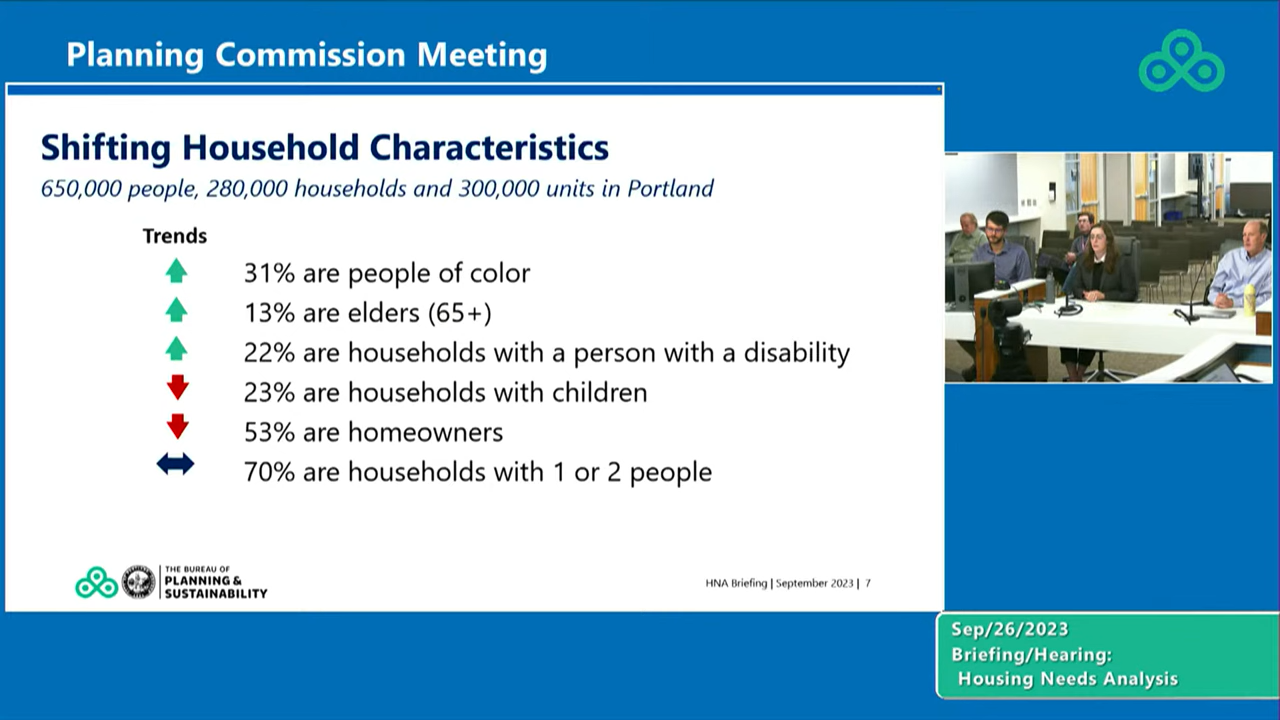 Planning Commission Meeting
Shifting Household Characteristics
650,000 people, 280,000 households and 300,000 units in Portland
Trends
31% are people of color
13% are elders (65+)
22% are households with a person with a disability
23% are households with children
53% are homeowners
70% are households with 1 or 2 people
THE BUREAU OF
PLANNING &
SUSTAINABILITY
HNA Briefing | September 2023 | 7
Sep/26/2023
Briefing/Hearing:
Housing Needs Analysis